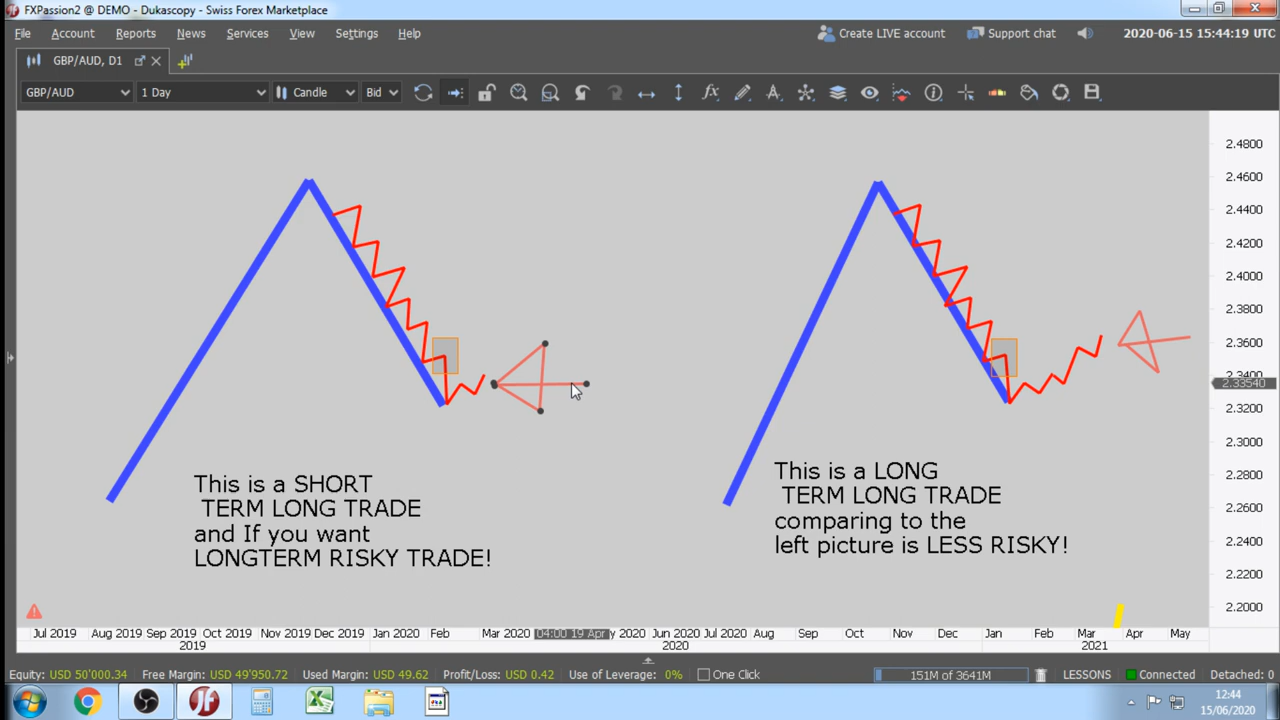 FXPassion2 @ DEMO - Dukascopy - Swiss Forex Marketplace
File Account Reports News Services View Settings Help
Create LIVE account Support chat 2020-06-15 15:44:19 UTC
GBP/AUD, D1
GBP/AUD 1 Day Candle Bid
2.4800
2.4600
2.4400
2.4200
2.4000
2.3800
2.3600
2.3400
2.33540
2.3200
2.3000
2.2800
2.2600
2.2400
2.2200
2.2000
This is a SHORT
TERM LONG TRADE
and If you want
LONGTERM RISKY TRADE!
This is a LONG
TERM LONG TRADE
comparing to the
left picture is LESS RISKY!
Jul 2019 Aug 2019 Sep 2019 Oct 2019 Nov 2019 Dec 2019 Jan 2020 Feb Mar 2020 04:00 19 Apr y 2020 Jun 2020 Jul 2020 Aug Sep Oct Nov Dec Jan Feb Mar Apr May
2019 2020 2021
Equity: USD 50'000.34 Free Margin: USD 49'950.72 Used Margin: USD 49.62 Profit/Loss: USD 0.42 Use of Leverage: 0% One Click 151M of 3641M LESSONS Connected Detached: 0
12:44
15/06/2020